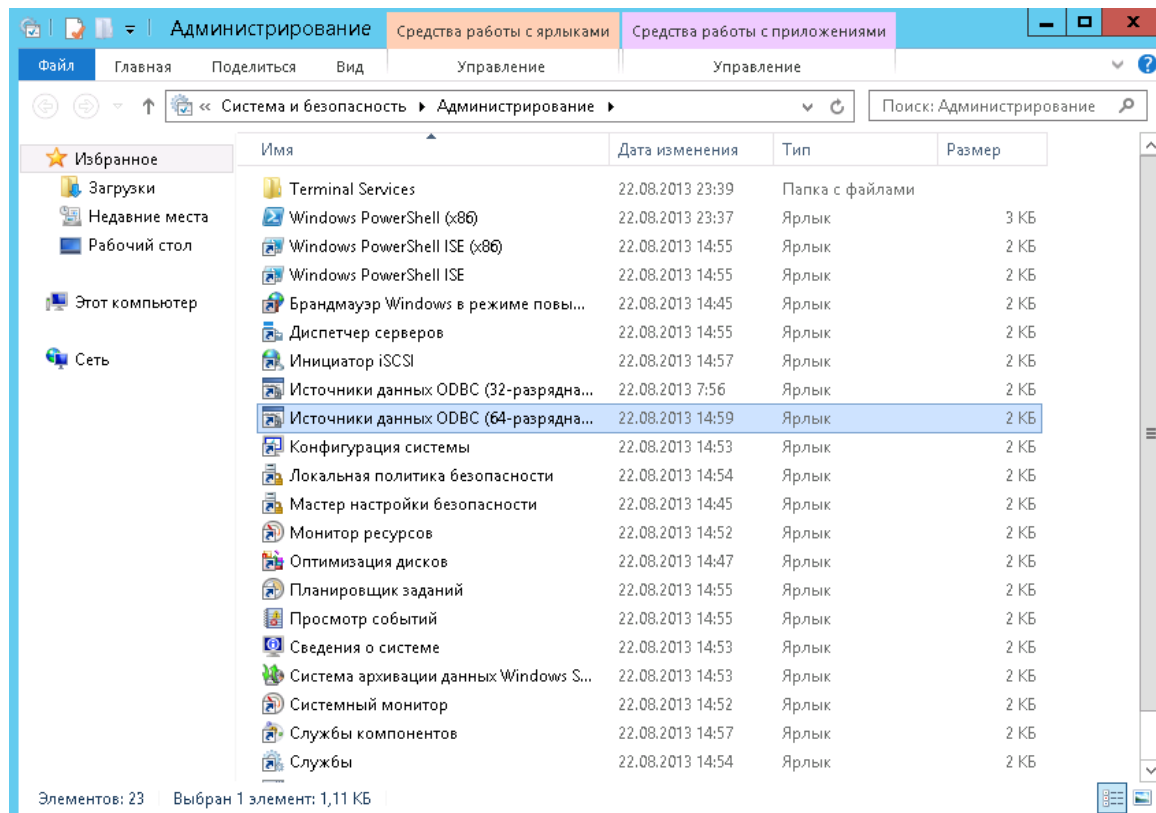 Администрирование Средства работы с ярлыками Средства работы с приложениями
Файл Главная Поделиться Вид Управление Управление
« Система и безопасность Администрирование Поиск: Администрирование
Имя Дата изменения Тип Размер
Избранное
Загрузки
Недавние места
Рабочий стол
Этот компьютер
Сеть
Terminal Services 22.08.2013 23:39 Папка с файлами
Windows PowerShell (x86) 22.08.2013 23:37 Ярлык 3 КБ
Windows PowerShell ISE (x86) 22.08.2013 14:55 Ярлык 2 КБ
Windows PowerShell ISE 22.08.2013 14:55 Ярлык 2 КБ
Брандмауэр Windows в режиме повы... 22.08.2013 14:45 Ярлык 2 КБ
Диспетчер серверов 22.08.2013 14:55 Ярлык 2 КБ
Инициатор iSCSI 22.08.2013 14:57 Ярлык 2 КБ
Источники данных ODBC (32-разрядна... 22.08.2013 7:56 Ярлык 2 КБ
Источники данных ODBC (64-разрядна... 22.08.2013 14:59 Ярлык 2 КБ
Конфигурация системы 22.08.2013 14:53 Ярлык 2 КБ
Локальная политика безопасности 22.08.2013 14:54 Ярлык 2 КБ
Мастер настройки безопасности 22.08.2013 14:45 Ярлык 2 КБ
Монитор ресурсов 22.08.2013 14:52 Ярлык 2 КБ
Оптимизация дисков 22.08.2013 14:47 Ярлык 2 КБ
Планировщик заданий 22.08.2013 14:55 Ярлык 2 КБ
Просмотр событий 22.08.2013 14:55 Ярлык 2 КБ
Сведения о системе 22.08.2013 14:53 Ярлык 2 КБ
Система архивации данных Windows S... 22.08.2013 14:53 Ярлык 2 КБ
Системный монитор 22.08.2013 14:52 Ярлык 2 КБ
Службы компонентов 22.08.2013 14:57 Ярлык 2 КБ
Службы 22.08.2013 14:54 Ярлык 2 КБ
Элементов: 23 Выбран 1 элемент: 1,11 КБ